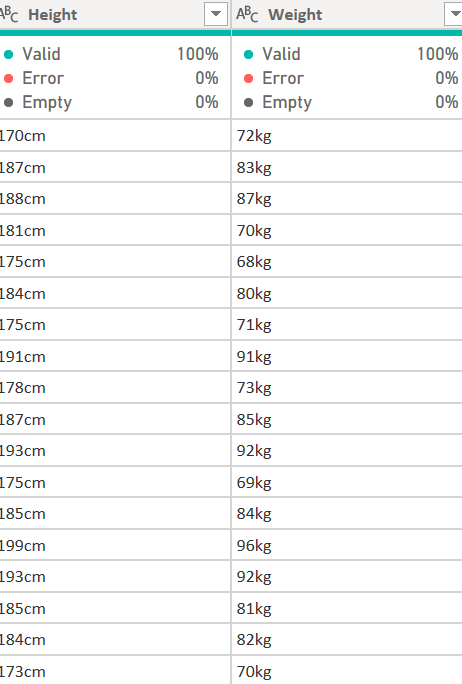 ABC Height ABC Weight
Valid 100% Valid 100%
Error 0% Error 0%
Empty 0% Empty 0%
170cm 72kg
187cm 83kg
188cm 87kg
181cm 70kg
175cm 68kg
184cm 80kg
175cm 71kg
191cm 91kg
178cm 73kg
187cm 85kg
193cm 92kg
175cm 69kg
185cm 84kg
199cm 96kg
193cm 92kg
185cm 81kg
184cm 82kg
173cm 70kg